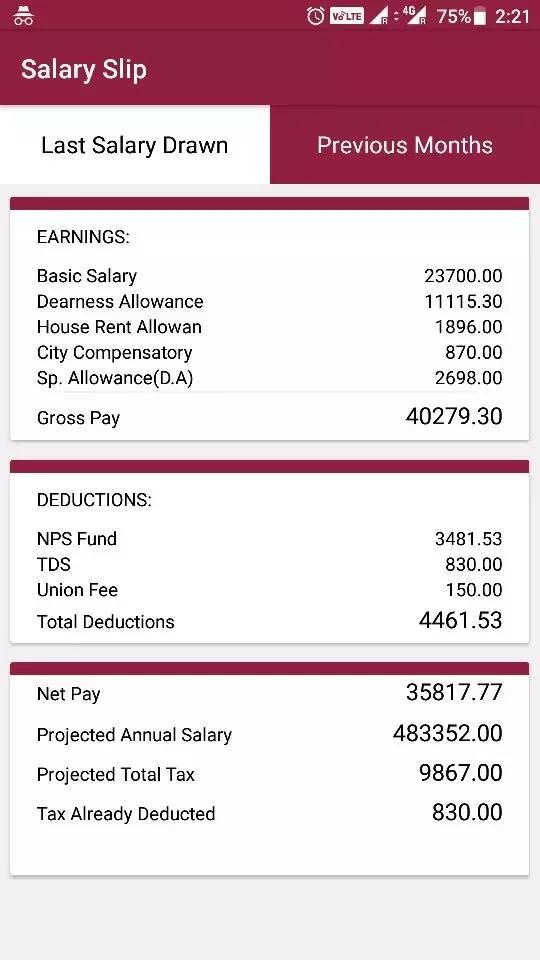 VoLTE 4G R R 75% 2:21
Salary Slip
Last Salary Drawn Previous Months
EARNINGS:
Basic Salary 23700.00
Dearness Allowance 11115.30
House Rent Allowan 1896.00
City Compensatory 870.00
Sp. Allowance(D.A) 2698.00
Gross Pay 40279.30
DEDUCTIONS:
NPS Fund 3481.53
TDS 830.00
Union Fee 150.00
Total Deductions 4461.53
Net Pay 35817.77
Projected Annual Salary 483352.00
Projected Total Tax 9867.00
Tax Already Deducted 830.00